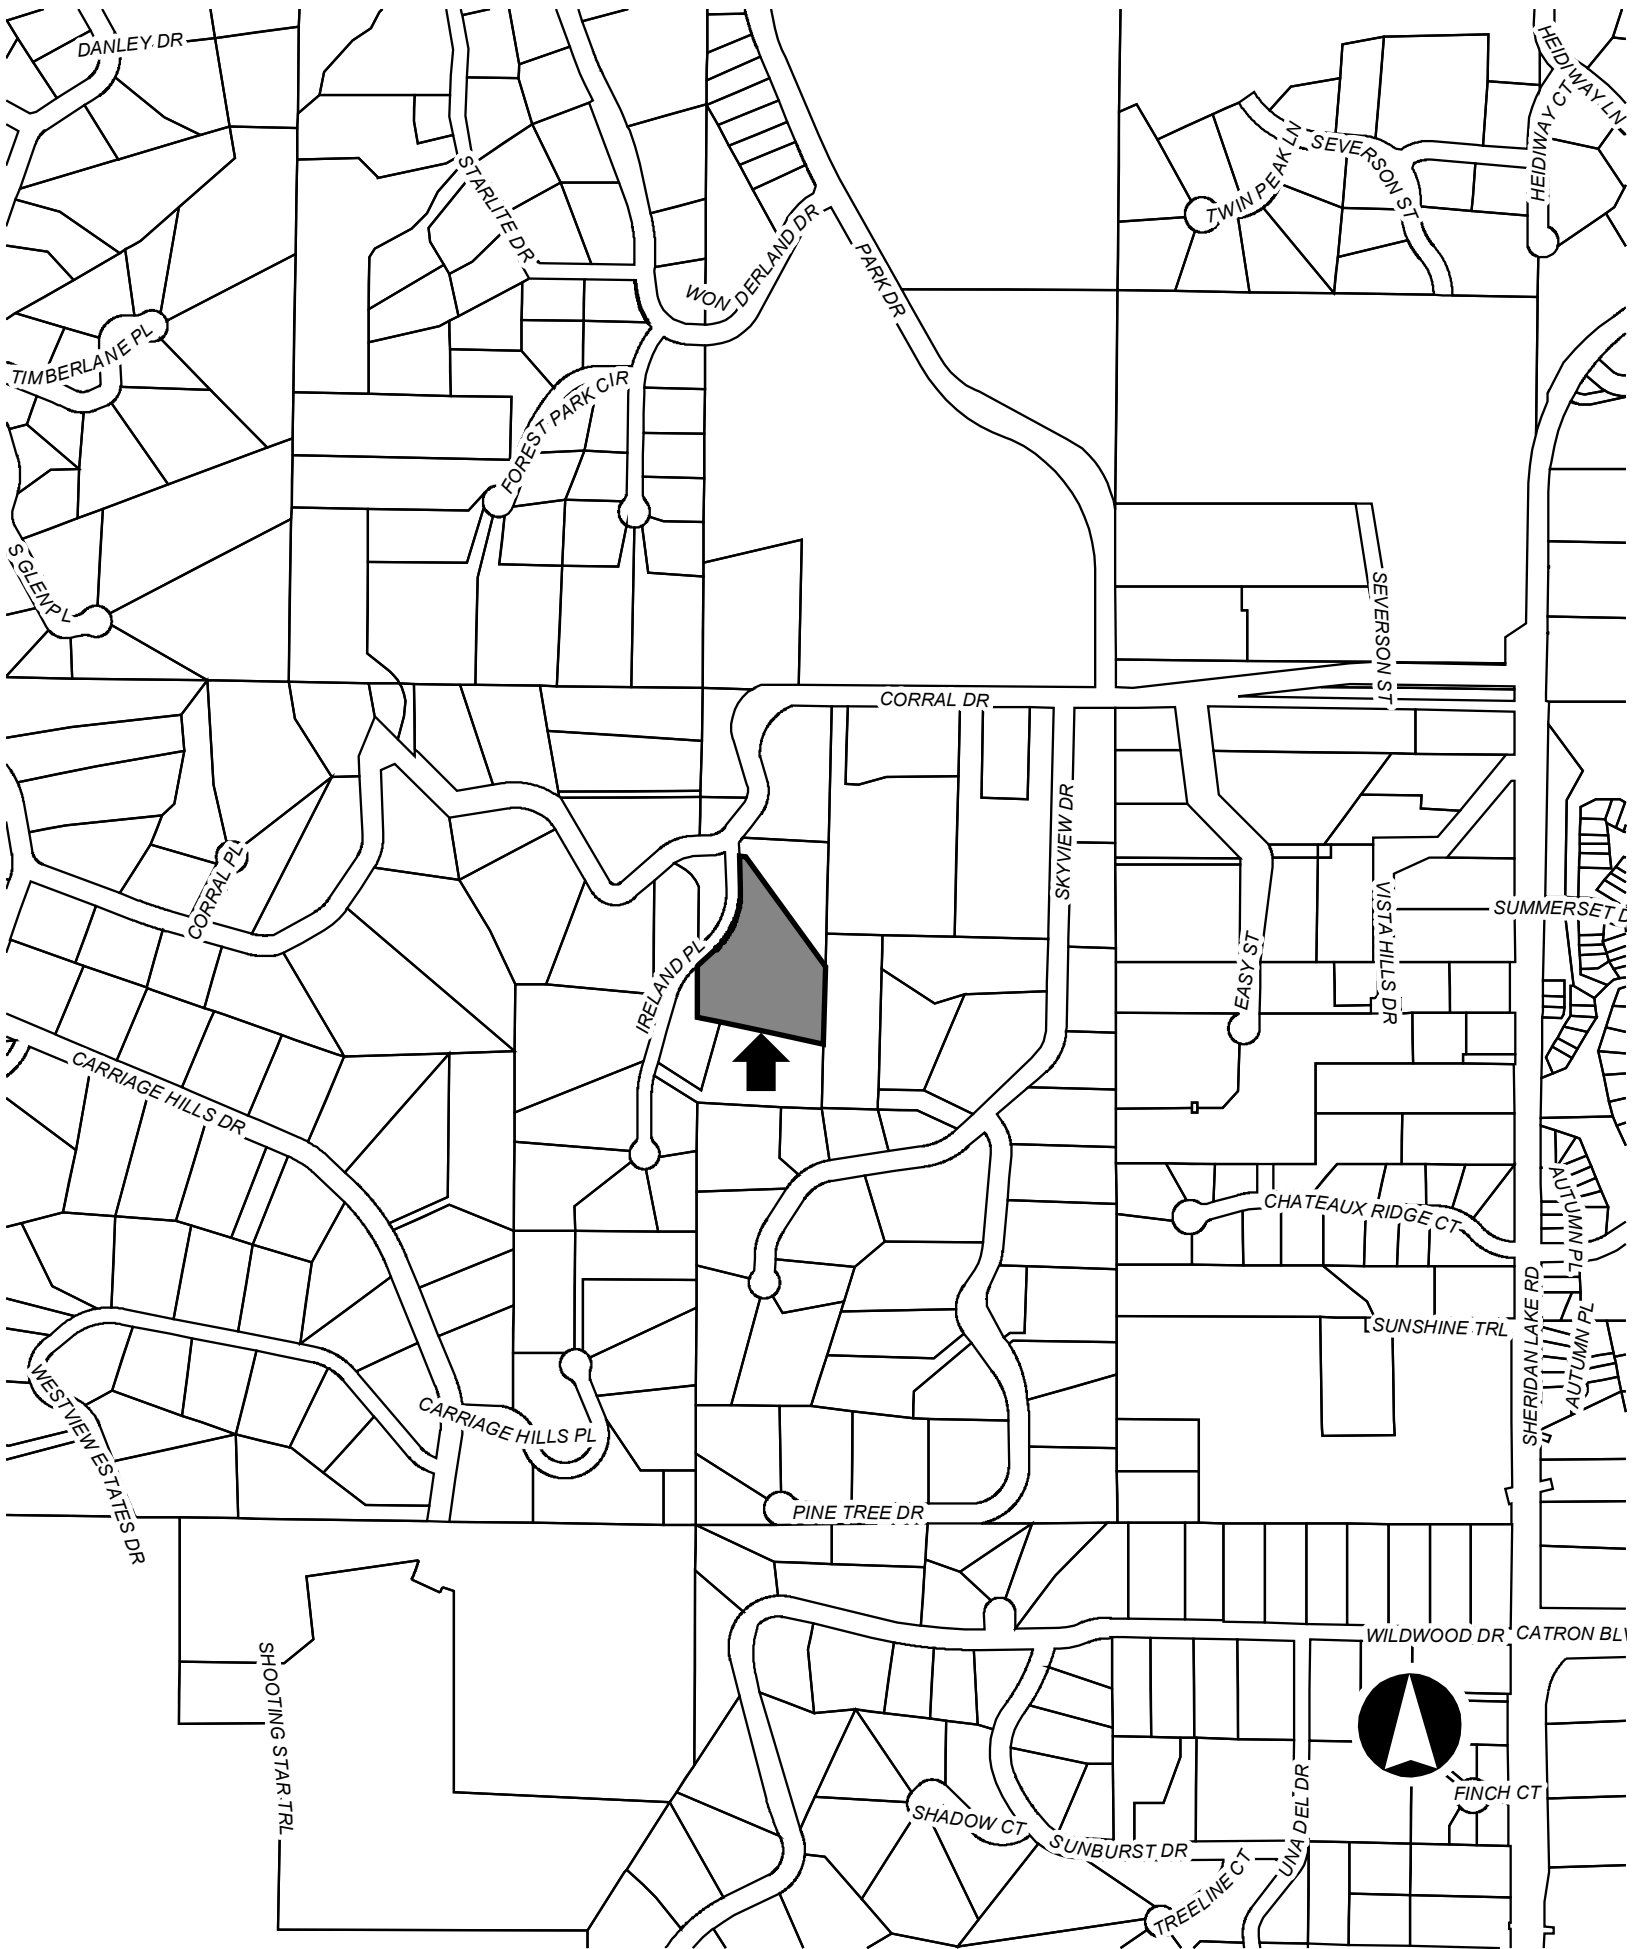 DANLEY DR
HEIDIWAY LN
HEIDIWAY CT
SEVERSON ST
TWIN PEAK LN
STARLITE DR
WONDERLAND DR
PARK DR
TIMBERLANE PL
FOREST PARK CIR
S GLEN PL
SEVERSON ST
CORRAL DR
SKYVIEW DR
CORRAL PL
VISTA HILLS DR
SUMMERSET D
IRELAND PL
EASY ST
CARRIAGE HILLS DR
CHATEAUX RIDGE CT
AUTUMN PL
SHERIDAN LAKE RD
SUNSHINE TRL
AUTUMN PL
WESTVIEW ESTATES DR
CARRIAGE HILLS PL
PINE TREE DR
WILDWOOD DR
CATRON BLV
SHOOTING STAR TRL
FINCH CT
SHADOW CT
UNA DEL DR
SUNBURST DR
TREELINE CT